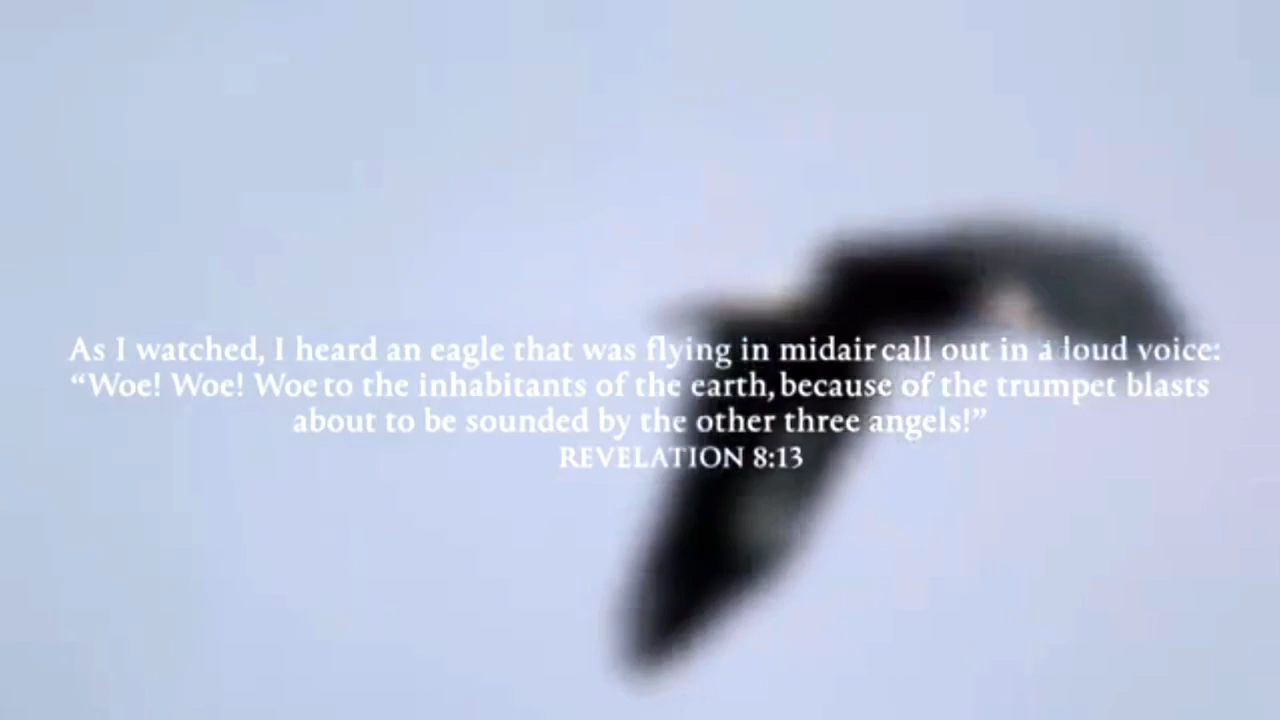 As I watched, I heard an eagle that was flying in midair call out in a loud voice:
“Woe! Woe! Woe to the inhabitants of the earth, because of the trumpet blasts
about to be sounded by the other three angels!”
REVELATION 8:13